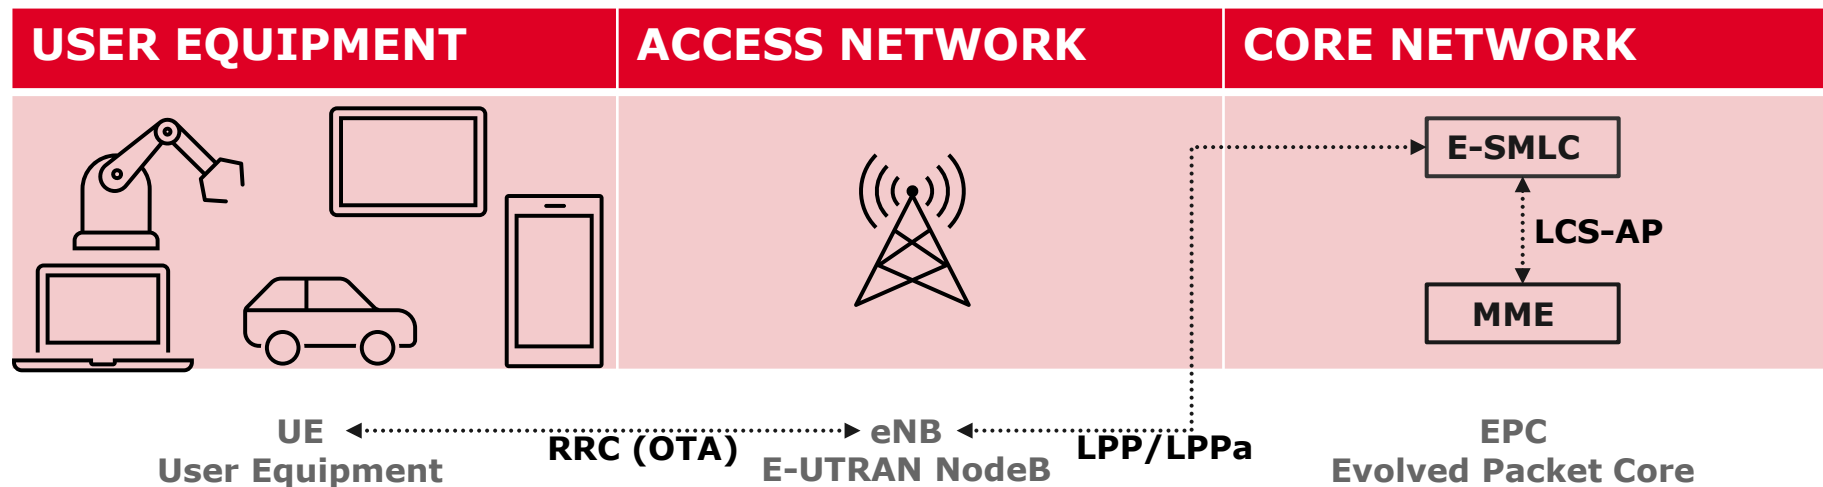 USER EQUIPMENT
ACCESS NETWORK
CORE NETWORK
E-SMLC
LCS-AP
MME
UE
User Equipment
RRC (OTA)
eNB
E-UTRAN NodeB
LPP/LPPa
EPC
Evolved Packet Core